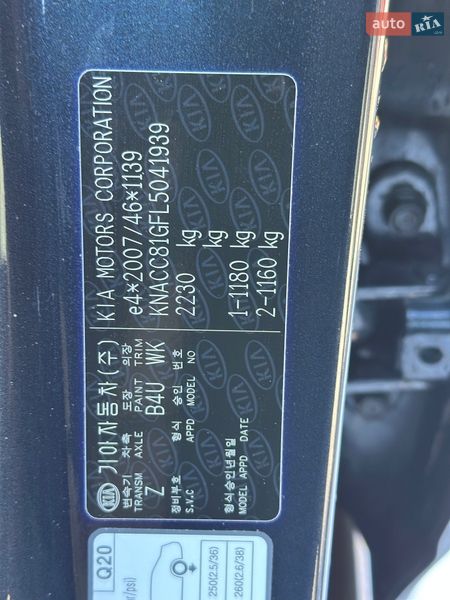 auto RIA
KIA 기아자동차(주) KIA MOTORS CORPORATION
변속기 차축 도장 의장 e4*2007/46*1139
TRANSM AXLE PAINT TRIM
Z B4U WK KNACC81GFL5041939
정비부호 형식 승인 번호 2230 kg
S.V.C APPD MODEL NO
형식승인년월일 1-1180 kg
MODEL APPD DATE 2-1160 kg
Q20
/psi)
250(2.5/36)
260(2.6/38)